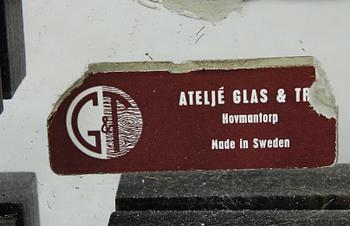 G&T
ATELJÉ GLAS & TR
Hovmantorp
Made in Sweden